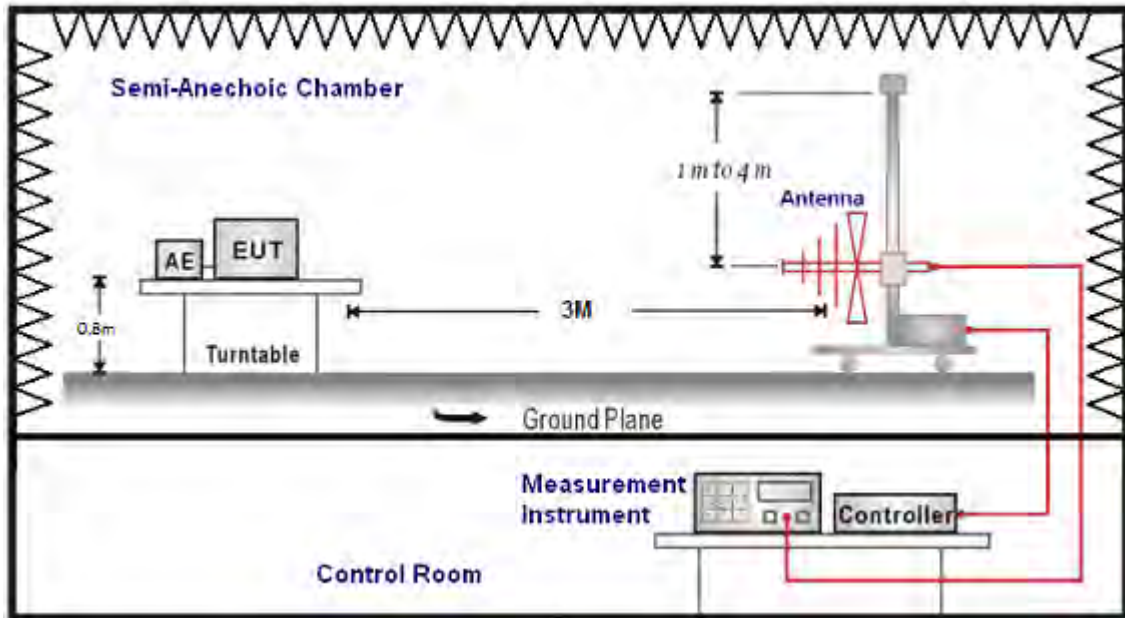 Semi-Anechoic Chamber
1 m to 4 m
Antenna
AE
EUT
3M
0.8m
Turntable
Ground Plane
Measurement
Instrument
Controller
Control Room